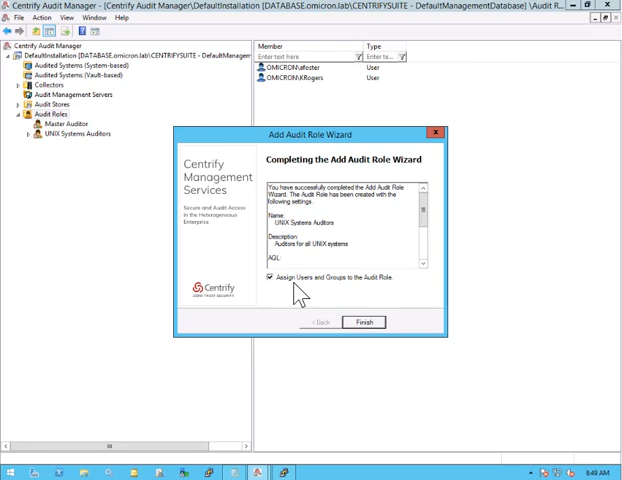 Centrify Audit Manager - [Centrify Audit Manager\DefaultInstallation [DATABASE.omicron.lab\CENTRIFYSUITE - DefaultManagementDatabase] \Audit R...
File Action View Window Help
Centrify Audit Manager
DefaultInstallation [DATABASE.omicron.lab\CENTRIFYSUITE - DefaultManagem
Audited Systems (System-based)
Audited Systems (Vault-based)
Collectors
Audit Management Servers
Audit Stores
Audit Roles
Master Auditor
UNIX Systems Auditors
Member Type
Enter text here Enter te...
OMICRON\afoster User
OMICRON\KRogers User
Add Audit Role Wizard
Centrify
Management
Services
Secure and Audit Access
in the Heterogeneous
Enterprise
Centrify
ZERO TRUST SECURITY
Completing the Add Audit Role Wizard
You have successfully completed the Add Audit Role
Wizard. The Audit Role has been created with the
following settings.
Name:
UNIX Systems Auditors
Description:
Auditors for all UNIX systems
AGL:
Assign Users and Groups to the Audit Role.
< Back Finish
8:49 AM